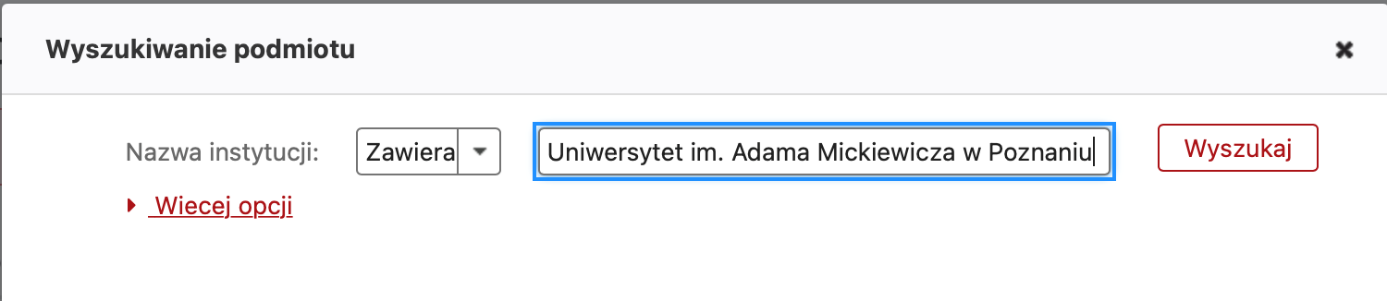 Wyszukiwanie podmiotu
Nazwa instytucji: Zawiera Uniwersytet im. Adama Mickiewicza w Poznaniu Wyszukaj
Wiecej opcji